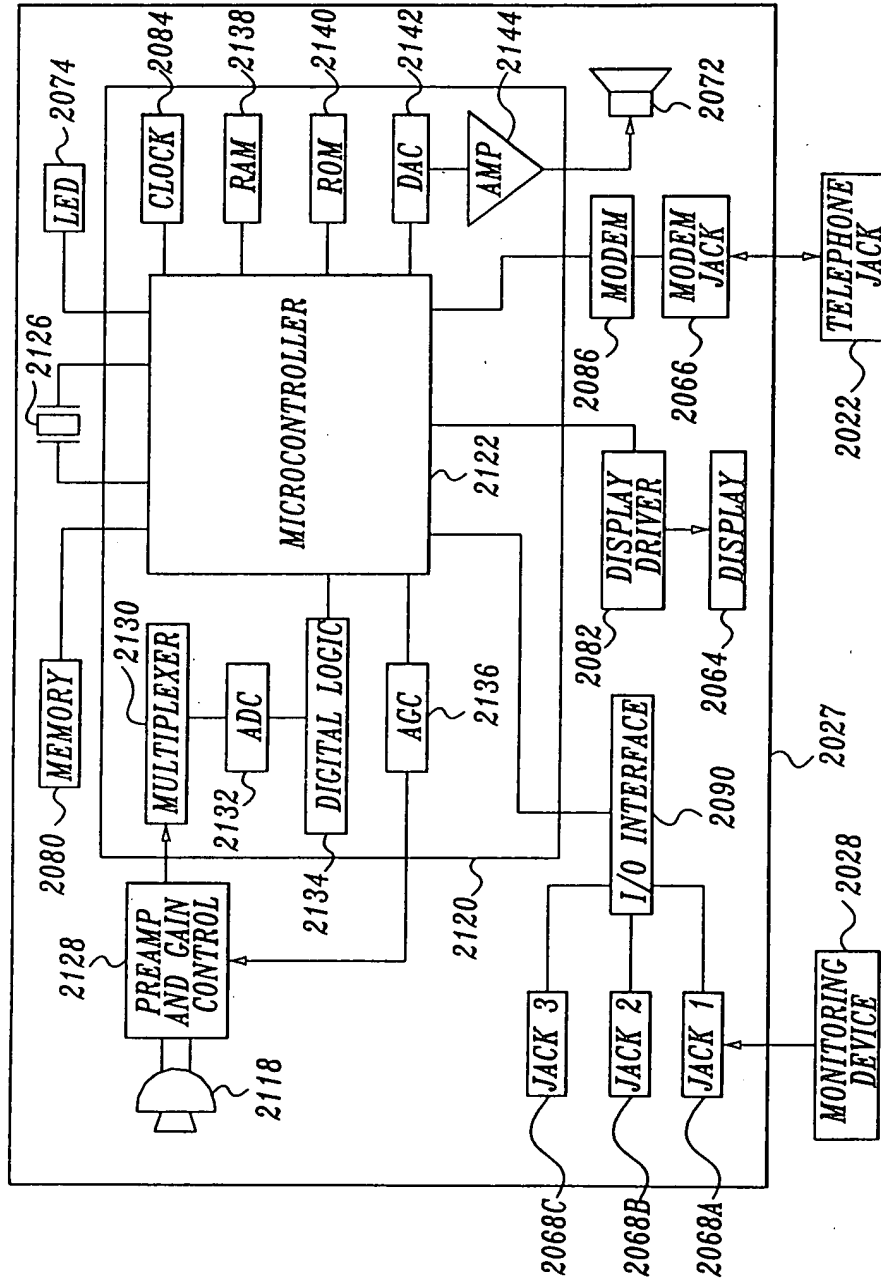 2074
LED
2126
2084
CLOCK
2138
RAM
2140
ROM
2142
DAC
2144
AMP
2072
MICROCONTROLLER
2122
MEMORY
2080
2130
MULTIPLEXER
ADC
2132
DIGITAL LOGIC
2134
AGC
2136
2120
2128
PREAMP
AND GAIN
CONTROL
2118
MODEM
2086
MODEM
JACK
2066
TELEPHONE
JACK
2022
DISPLAY
DRIVER
2082
DISPLAY
2064
I/O INTERFACE
2090
2027
JACK 3
2068C
JACK 2
2068B
JACK 1
2068A
MONITORING
DEVICE
2028